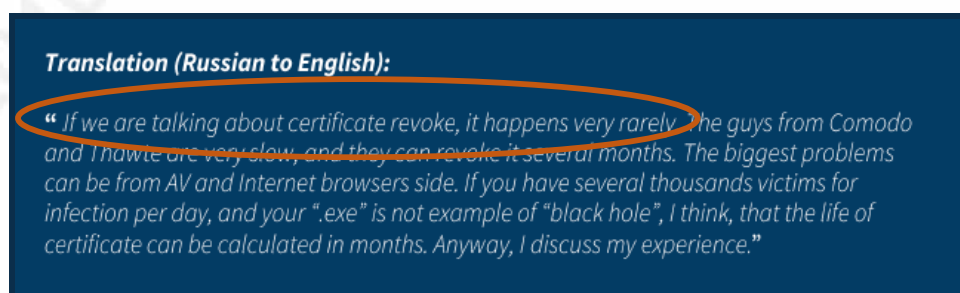 Translation (Russian to English):
“ If we are talking about certificate revoke, it happens very rarely. The guys from Comodo
and Thawte are very slow, and they can revoke it several months. The biggest problems
can be from AV and Internet browsers side. If you have several thousands victims for
infection per day, and your “.exe” is not example of “black hole”, I think, that the life of
certificate can be calculated in months. Anyway, I discuss my experience.”